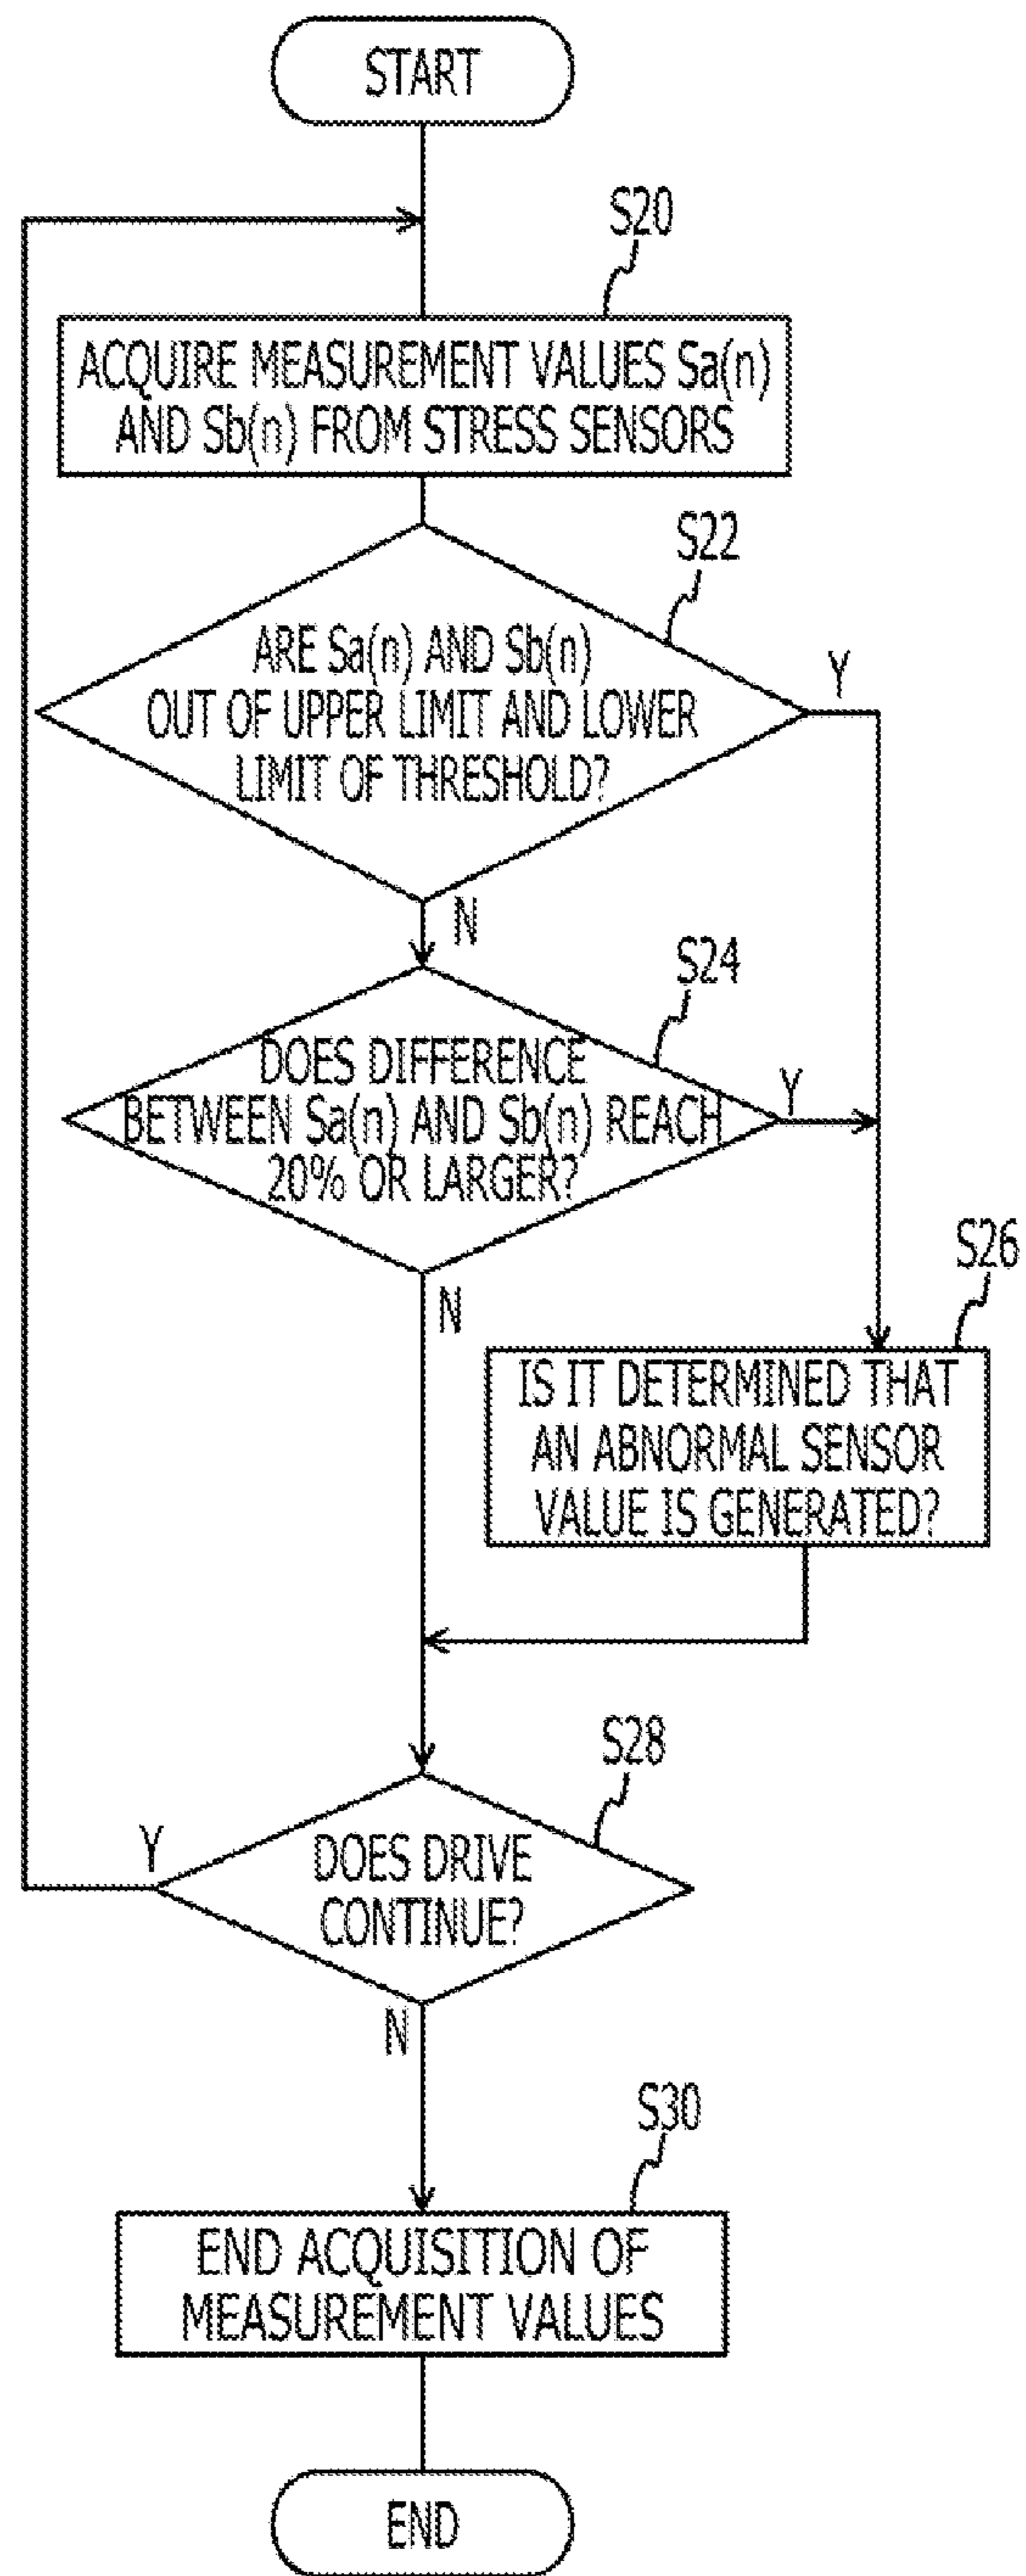 START
S20
ACQUIRE MEASUREMENT VALUES Sa(n)
AND Sb(n) FROM STRESS SENSORS
S22
ARE Sa(n) AND Sb(n)
OUT OF UPPER LIMIT AND LOWER
LIMIT OF THRESHOLD?
Y
N
S24
DOES DIFFERENCE
BETWEEN Sa(n) AND Sb(n) REACH
20% OR LARGER?
Y
N
S26
IS IT DETERMINED THAT
AN ABNORMAL SENSOR
VALUE IS GENERATED?
S28
DOES DRIVE
CONTINUE?
Y
N
S30
END ACQUISITION OF
MEASUREMENT VALUES
END